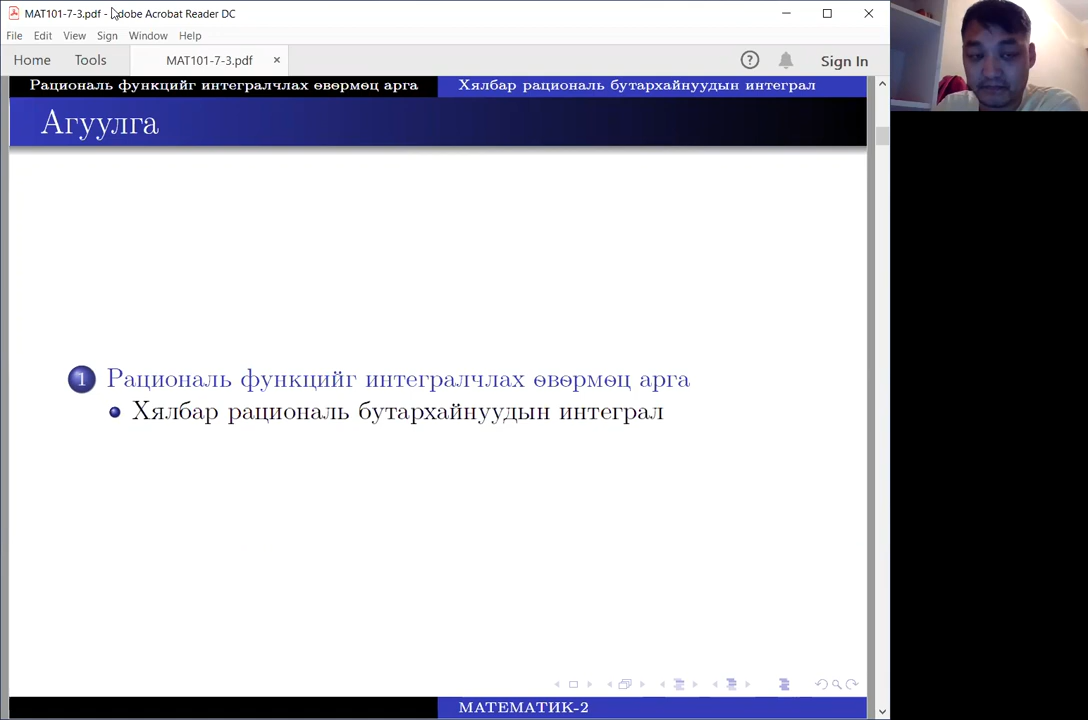 MAT101-7-3.pdf - Adobe Acrobat Reader DC
File Edit View Sign Window Help
Home Tools MAT101-7-3.pdf × Sign In
Рациональ функцийг интегралчлах өвөрмөц арга Хялбар рациональ бутархайнуудын интеграл
Агуулга
1 Рациональ функцийг интегралчлах өвөрмөц арга
Хялбар рациональ бутархайнуудын интеграл
МАТЕМАТИК-2